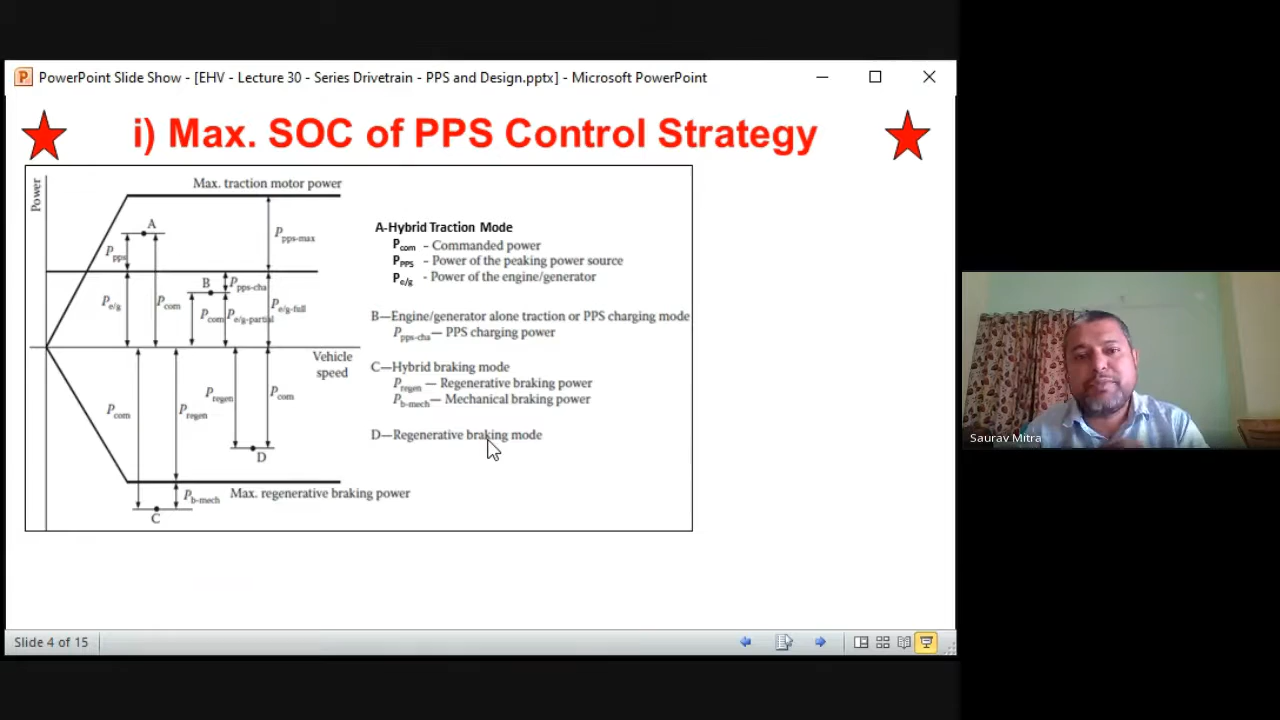 PowerPoint Slide Show - [EHV - Lecture 30 - Series Drivetrain - PPS and Design.pptx] - Microsoft PowerPoint
i) Max. SOC of PPS Control Strategy
Power
Max. traction motor power
A
Ppps
Ppps-max
Pe/g
Pcom
B
Ppps-cha
Pcom
Pe/g-partial
Pe/g-full
Vehicle
speed
Pcom
Pregen
Pregen
Pcom
D
Pb-mech
Max. regenerative braking power
C
A-Hybrid Traction Mode
Pcom - Commanded power
PPPS - Power of the peaking power source
Pe/g - Power of the engine/generator
B—Engine/generator alone traction or PPS charging mode
Ppps-cha— PPS charging power
C—Hybrid braking mode
Pregen — Regenerative braking power
Pb-mech— Mechanical braking power
D—Regenerative braking mode
Saurav Mitra
Slide 4 of 15